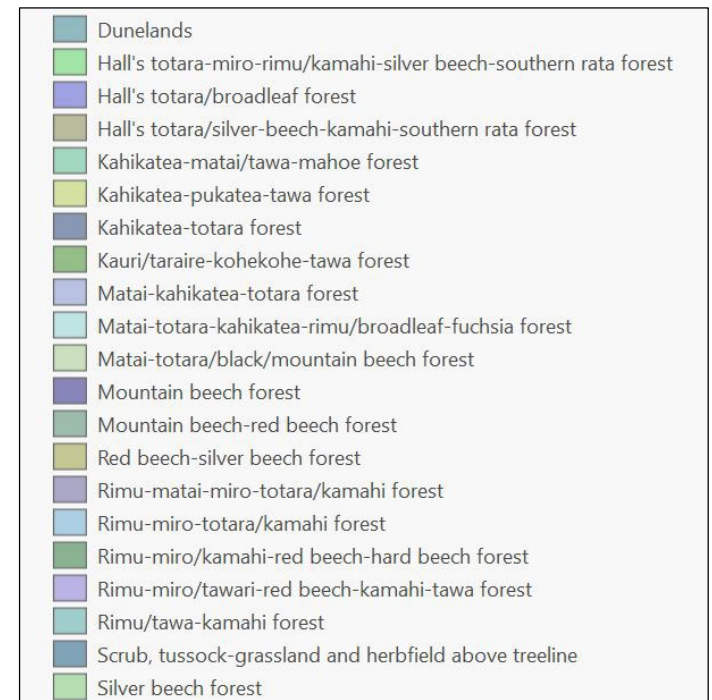 Dunelands
Hall's totara-miro-rimu/kamahi-silver beech-southern rata forest
Hall's totara/broadleaf forest
Hall's totara/silver-beech-kamahi-southern rata forest
Kahikatea-matai/tawa-mahoe forest
Kahikatea-pukatea-tawa forest
Kahikatea-totara forest
Kauri/taraire-kohekohe-tawa forest
Matai-kahikatea-totara forest
Matai-totara-kahikatea-rimu/broadleaf-fuchsia forest
Matai-totara/black/mountain beech forest
Mountain beech forest
Mountain beech-red beech forest
Red beech-silver beech forest
Rimu-matai-miro-totara/kamahi forest
Rimu-miro-totara/kamahi forest
Rimu-miro/kamahi-red beech-hard beech forest
Rimu-miro/tawari-red beech-kamahi-tawa forest
Rimu/tawa-kamahi forest
Scrub, tussock-grassland and herbfield above treeline
Silver beech forest